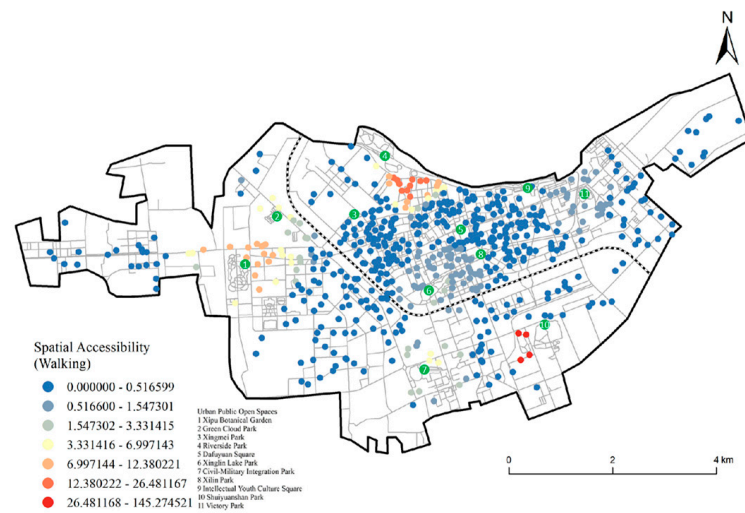 N
4
9
11
3
2
5
8
1
6
10
7
Spatial Accessibility
(Walking)
0.000000 - 0.516599
0.516600 - 1.547301
1.547302 - 3.331415
3.331416 - 6.997143
6.997144 - 12.380221
12.380222 - 26.481167
26.481168 - 145.274521
Urban Public Open Spaces
1 Xipu Botanical Garden
2 Green Cloud Park
3 Xingmei Park
4 Riverside Park
5 Dafuyuan Square
6 Xinglin Lake Park
7 Civil-Military Integration Park
8 Xilin Park
9 Intellectual Youth Culture Square
10 Shuiyuanshan Park
11 Victory Park
0 2 4 km